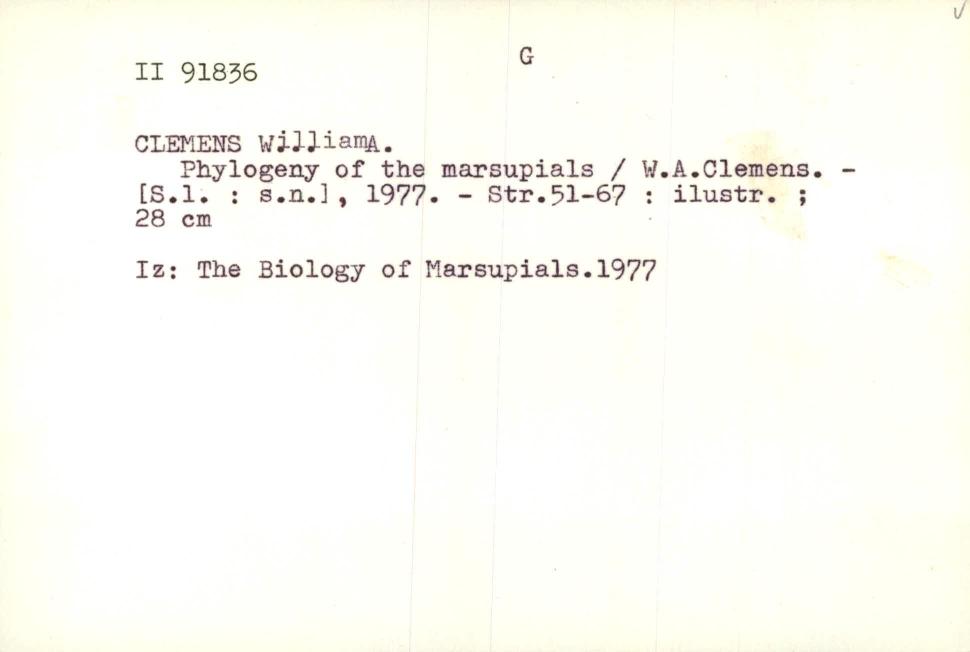 G
II 91836
CLEMENS WilliamA.
Phylogeny of the marsupials / W.A.Clemens. -
[S.l. : s.n.], 1977. - Str.51-67 : ilustr. ;
28 cm
Iz: The Biology of Marsupials.1977